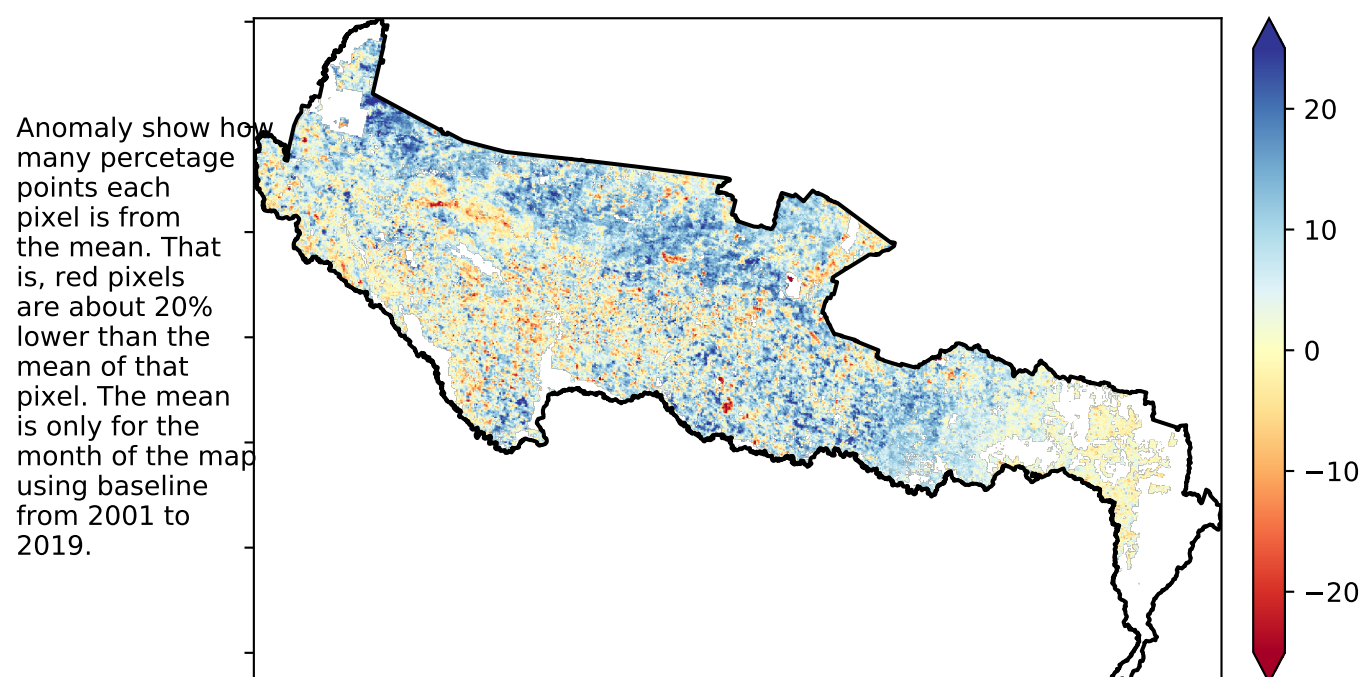 Anomaly show how
many percetage
points each
pixel is from
the mean. That
is, red pixels
are about 20%
lower than the
mean of that
pixel. The mean
is only for the
month of the map
using baseline
from 2001 to
2019.
20
10
0
−10
−20